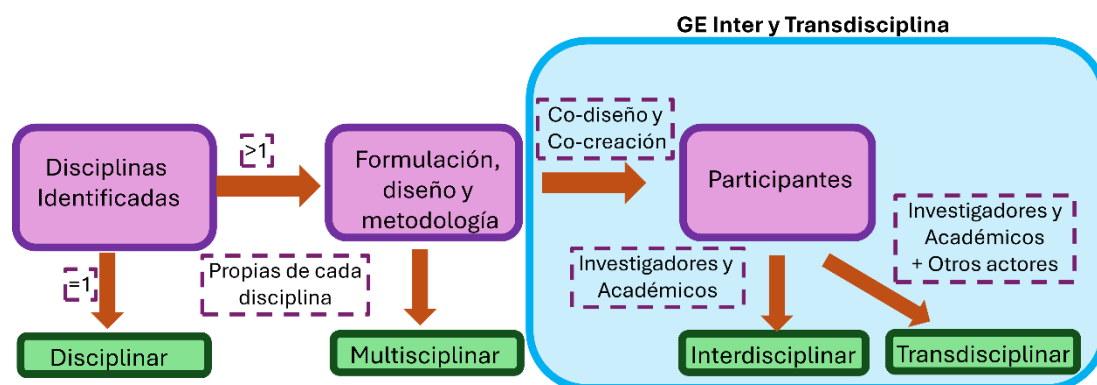 GE Inter y Transdisciplina
Disciplinas
Identificadas
>1
Formulación,
diseño y
metodología
Co-diseño y
Co-creación
Participantes
Investigadores y
Académicos
+ Otros actores
=1
Propias de cada
disciplina
Investigadores y
Académicos
Disciplinar
Multisciplinar
Interdisciplinar
Transdisciplinar